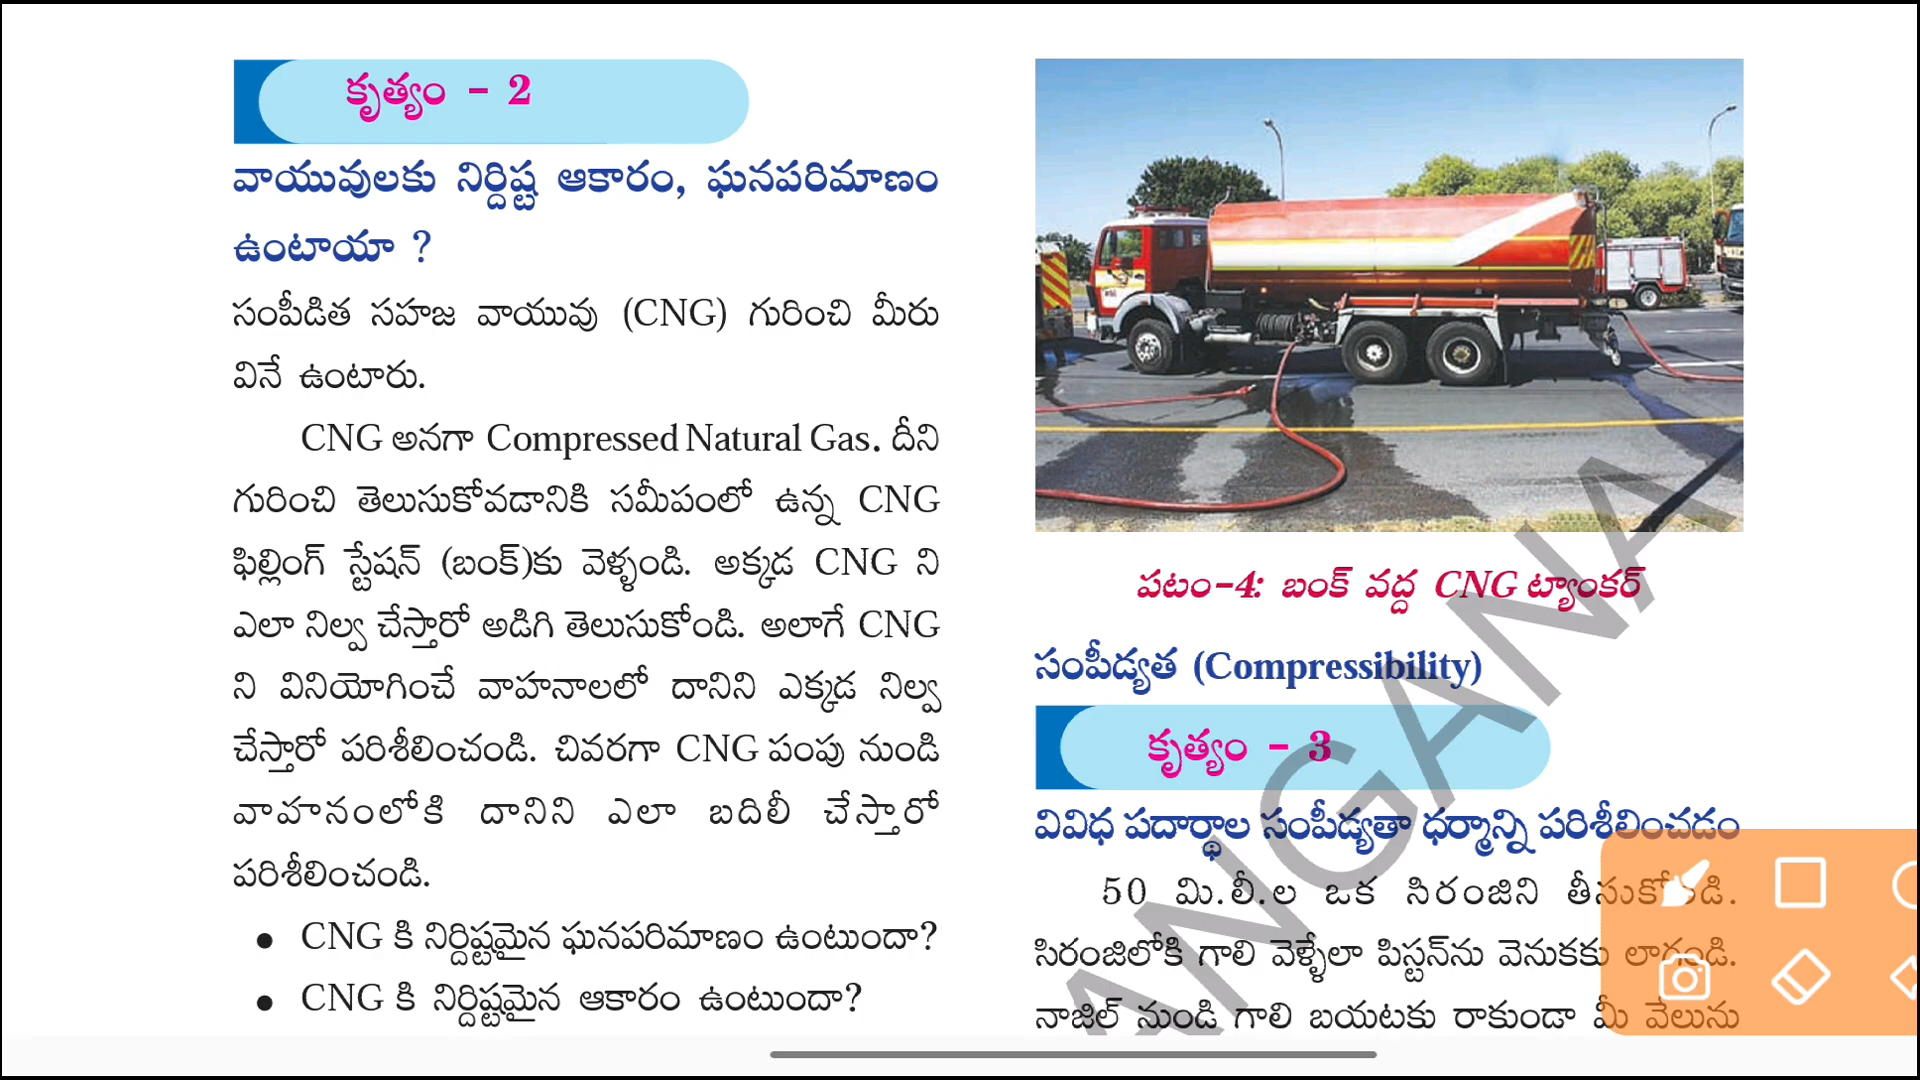 కృత్యం - 2
వాయువులకు నిర్దిష్ట ఆకారం, ఘనపరిమాణం
ఉంటాయా ?
సంపీడిత సహజ వాయువు (CNG) గురించి మీరు
వినే ఉంటారు.
CNG అనగా Compressed Natural Gas. దీని
గురించి తెలుసుకోవడానికి సమీపంలో ఉన్న CNG
ఫిల్లింగ్ స్టేషన్ (బంక్)కు వెళ్ళండి. అక్కడ CNG ని
ఎలా నిల్వ చేస్తారో అడిగి తెలుసుకోండి. అలాగే CNG
ని వినియోగించే వాహనాలలో దానిని ఎక్కడ నిల్వ
చేస్తారో పరిశీలించండి. చివరగా CNG పంపు నుండి
వాహనంలోకి దానిని ఎలా బదిలీ చేస్తారో
పరిశీలించండి.
• CNG కి నిర్దిష్టమైన ఘనపరిమాణం ఉంటుందా?
• CNG కి నిర్దిష్టమైన ఆకారం ఉంటుందా?
పటం-4: బంక్ వద్ద CNG ట్యాంకర్
సంపీడ్యత (Compressibility)
కృత్యం - 3
వివిధ పదార్థాల సంపీడ్యతా ధర్మాన్ని పరిశీలించడం
50 మి.లీ.ల ఒక సిరంజిని తీసుకోండి.
సిరంజిలోకి గాలి వెళ్ళేలా పిస్టన్‌ను వెనుకకు లాగండి.
నాజిల్ నుండి గాలి బయటకు రాకుండా మీ వేలును
ANGANA